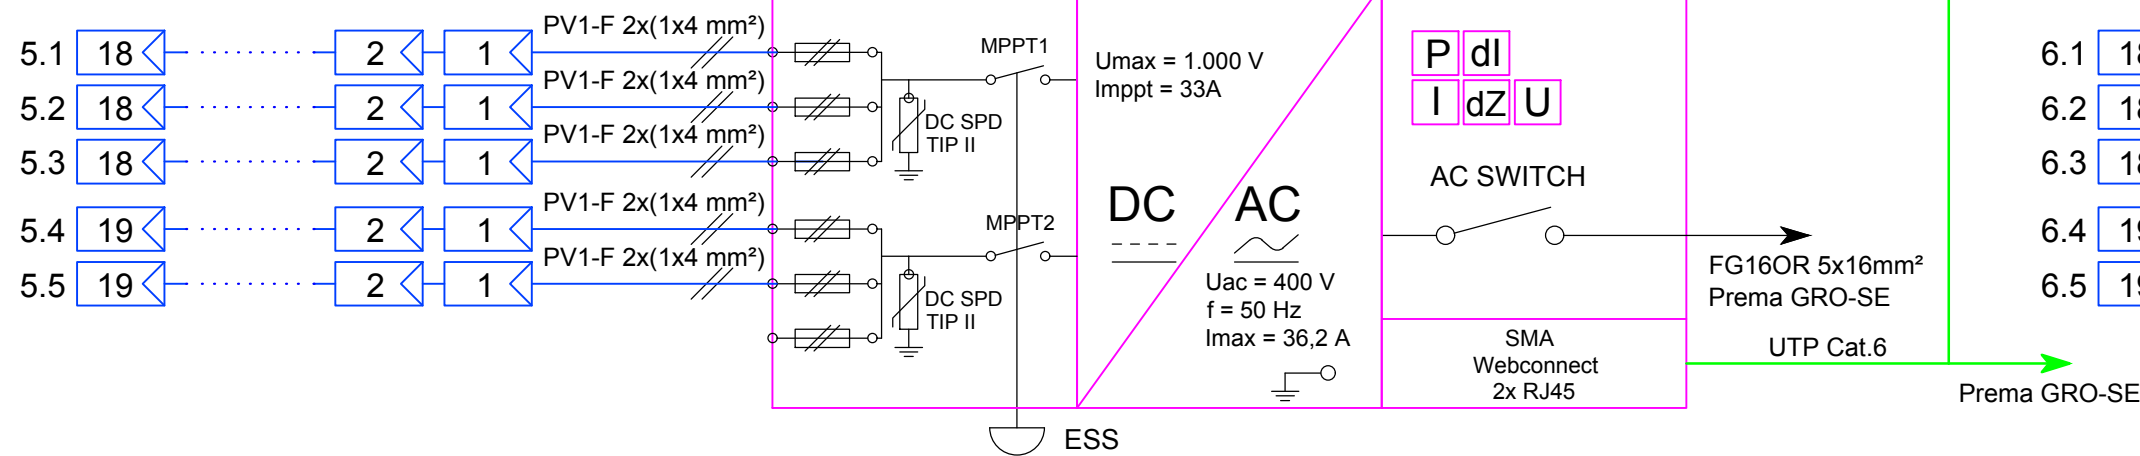 5.1 18 2 1 PV1-F 2x(1x4 mm²)
5.2 18 2 1 PV1-F 2x(1x4 mm²)
5.3 18 2 1 PV1-F 2x(1x4 mm²)
5.4 19 2 1 PV1-F 2x(1x4 mm²)
5.5 19 2 1 PV1-F 2x(1x4 mm²)
MPPT1
DC SPD
TIP II
MPPT2
DC SPD
TIP II
ESS
Umax = 1.000 V
Imppt = 33A
DC
AC
Uac = 400 V
f = 50 Hz
Imax = 36,2 A
P dI
I dZ U
AC SWITCH
SMA
Webconnect
2x RJ45
FG16OR 5x16mm²
Prema GRO-SE
UTP Cat.6
Prema GRO-SE
6.1
6.2
6.3
6.4
6.5